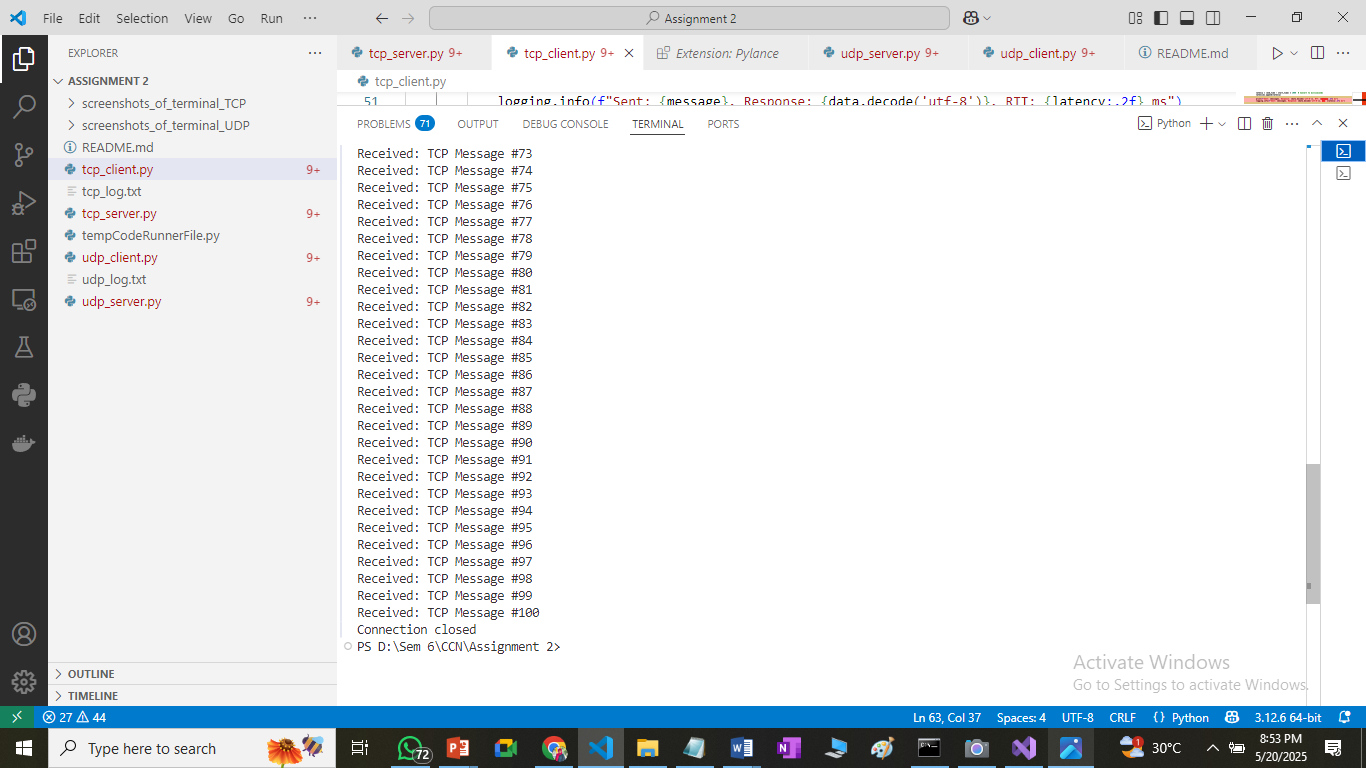 File Edit Selection View Go Run ··· Assignment 2
EXPLORER ···
ASSIGNMENT 2
screenshots_of_terminal_TCP
screenshots_of_terminal_UDP
README.md
tcp_client.py 9+
tcp_log.txt
tcp_server.py 9+
tempCodeRunnerFile.py
udp_client.py 9+
udp_log.txt
udp_server.py 9+
OUTLINE
TIMELINE
tcp_server.py 9+ tcp_client.py 9+ Extension: Pylance udp_server.py 9+ udp_client.py 9+ README.md
tcp_client.py
51 logging.info(f"Sent: {message}, Response: {data.decode('utf-8')}, RTT: {latency:.2f} ms")
PROBLEMS 71 OUTPUT DEBUG CONSOLE TERMINAL PORTS Python
Received: TCP Message #73
Received: TCP Message #74
Received: TCP Message #75
Received: TCP Message #76
Received: TCP Message #77
Received: TCP Message #78
Received: TCP Message #79
Received: TCP Message #80
Received: TCP Message #81
Received: TCP Message #82
Received: TCP Message #83
Received: TCP Message #84
Received: TCP Message #85
Received: TCP Message #86
Received: TCP Message #87
Received: TCP Message #88
Received: TCP Message #89
Received: TCP Message #90
Received: TCP Message #91
Received: TCP Message #92
Received: TCP Message #93
Received: TCP Message #94
Received: TCP Message #95
Received: TCP Message #96
Received: TCP Message #97
Received: TCP Message #98
Received: TCP Message #99
Received: TCP Message #100
Connection closed
PS D:\Sem 6\CCN\Assignment 2>
Activate Windows
Go to Settings to activate Windows.
27 44 Ln 63, Col 37 Spaces: 4 UTF-8 CRLF {} Python 3.12.6 64-bit
Type here to search 72 30°C 8:53 PM
5/20/2025